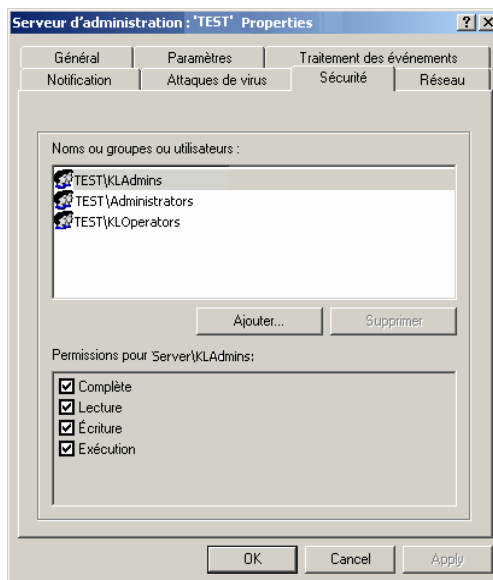 Serveur d'administration : 'TEST' Properties
Général Paramètres Traitement des événements
Notification Attaques de virus Sécurité Réseau
Noms ou groupes ou utilisateurs :
TEST\KLAdmins
TEST\Administrators
TEST\KLOperators
Ajouter... Supprimer
Permissions pour Server\KLAdmins:
Complète
Lecture
Écriture
Exécution
OK Cancel Apply